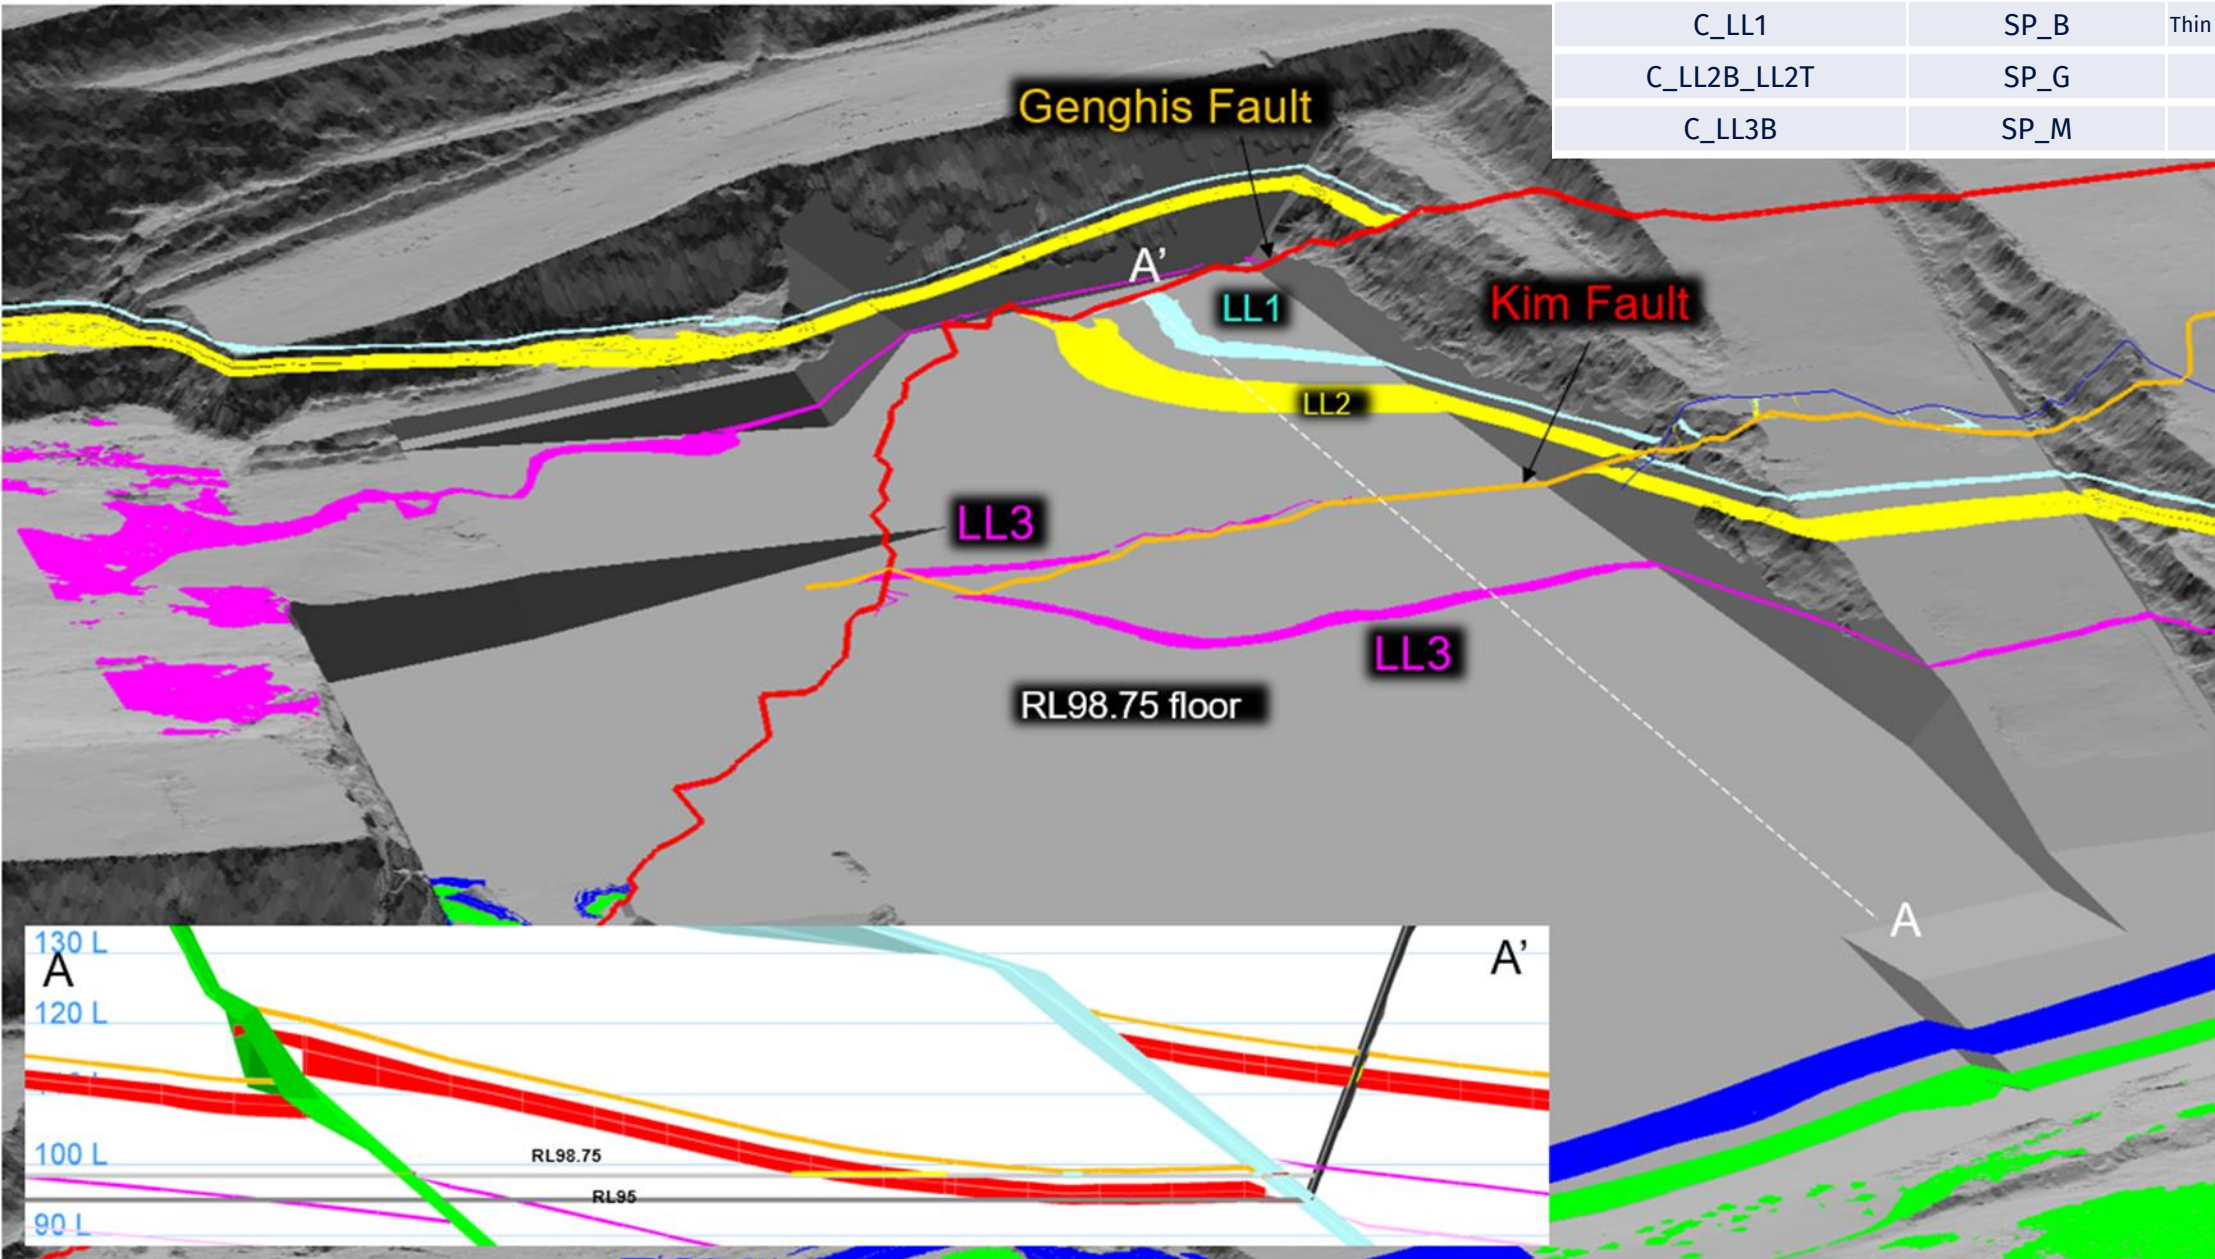 C_LL1 SP_B Thin
C_LL2B_LL2T SP_G
C_LL3B SP_M
Genghis Fault
A’
LL1
Kim Fault
LL2
LL3
LL3
RL98.75 floor
A
130 L
A
A’
120 L
100 L
RL98.75
RL95
90 L